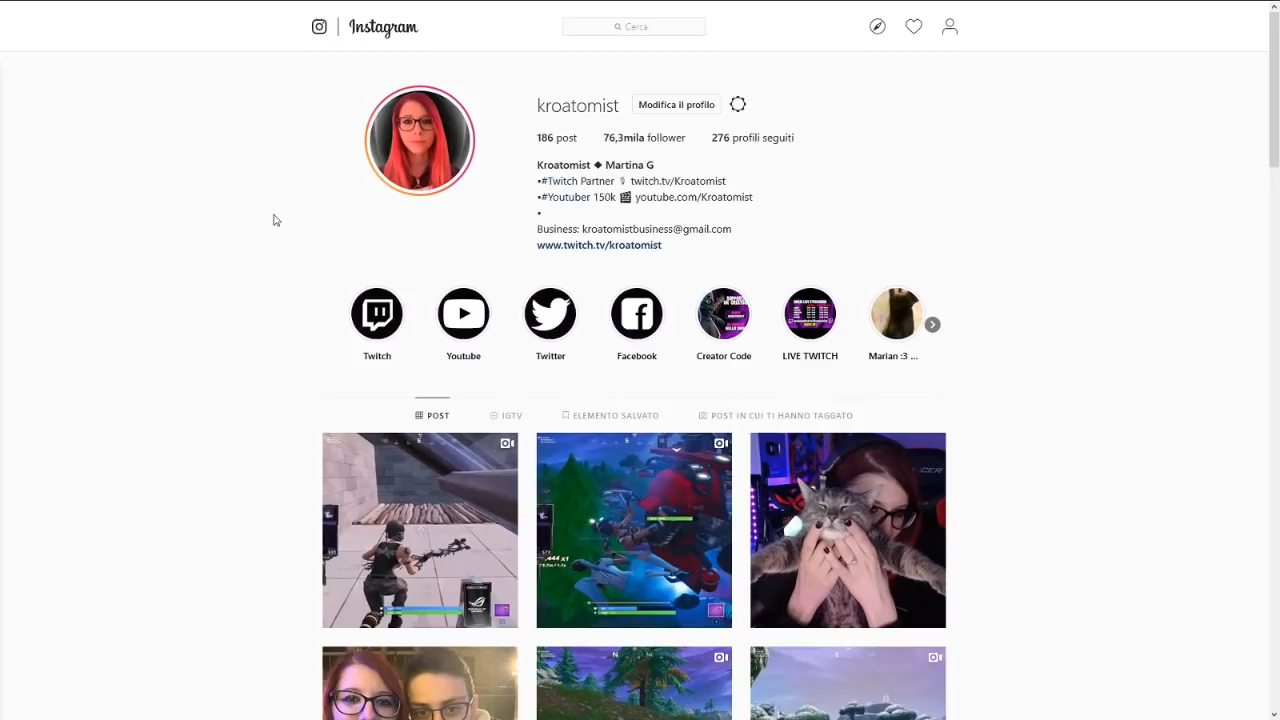 Instagram
Cerca
kroatomist Modifica il profilo
186 post 76,3mila follower 276 profili seguiti
Kroatomist ◆ Martina G
•#Twitch Partner 🎙 twitch.tv/Kroatomist
•#Youtuber 150k 🎬 youtube.com/Kroatomist
•
Business: kroatomistbusiness@gmail.com
www.twitch.tv/kroatomist
Twitch Youtube Twitter Facebook Creator Code LIVE TWITCH Marian :3 ...
POST IGTV ELEMENTO SALVATO POST IN CUI TI HANNO TAGGATO